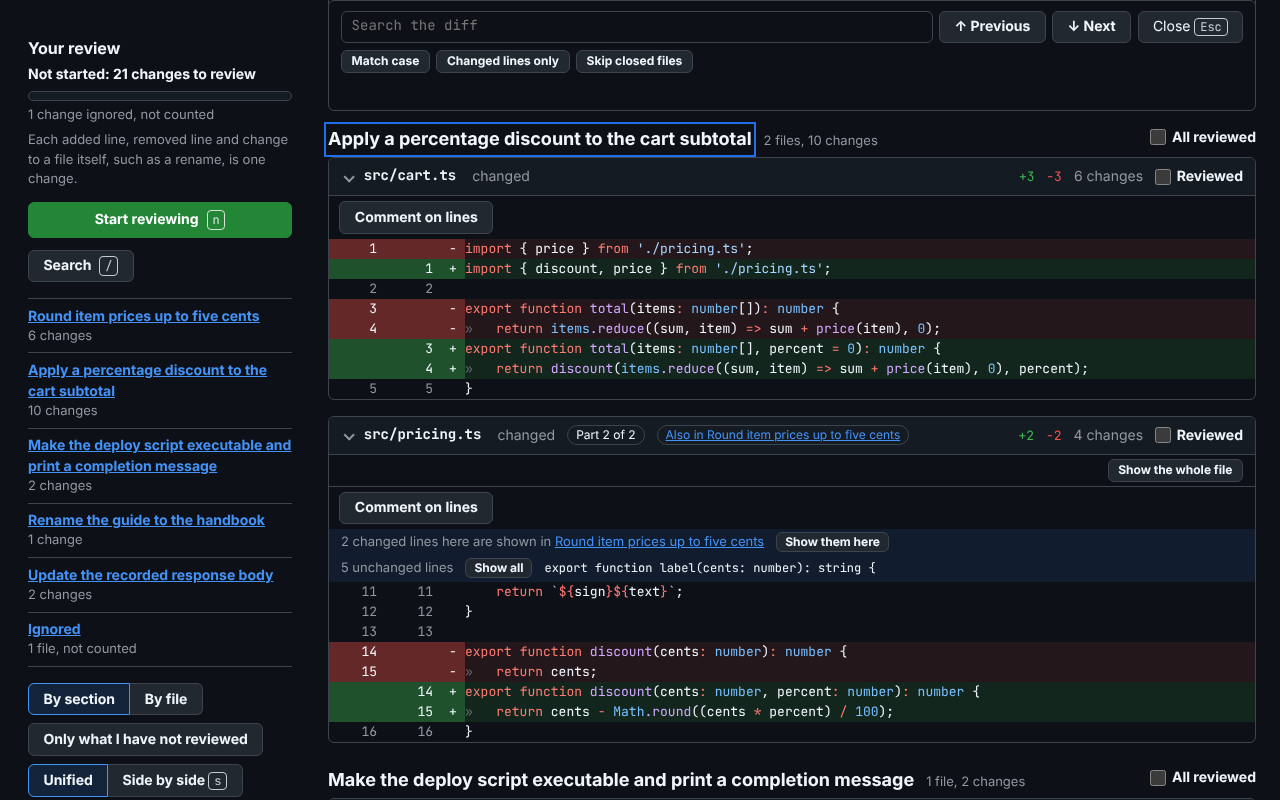 Your review
Not started: 21 changes to review
1 change ignored, not counted
Each added line, removed line and change
to a file itself, such as a rename, is one
change.
Start reviewing n
Search /
Round item prices up to five cents
6 changes
Apply a percentage discount to the
cart subtotal
10 changes
Make the deploy script executable and
print a completion message
2 changes
Rename the guide to the handbook
1 change
Update the recorded response body
2 changes
Ignored
1 file, not counted
By section By file
Only what I have not reviewed
Unified Side by side s
Search the diff ↑ Previous ↓ Next Close Esc
Match case Changed lines only Skip closed files
Apply a percentage discount to the cart subtotal 2 files, 10 changes All reviewed
src/cart.ts changed +3 -3 6 changes Reviewed
Comment on lines
1 - import { price } from './pricing.ts';
1 + import { discount, price } from './pricing.ts';
2 2
3 - export function total(items: number[]): number {
4 - » return items.reduce((sum, item) => sum + price(item), 0);
3 + export function total(items: number[], percent = 0): number {
4 + » return discount(items.reduce((sum, item) => sum + price(item), 0), percent);
5 5 }
src/pricing.ts changed Part 2 of 2 Also in Round item prices up to five cents +2 -2 4 changes Reviewed
Show the whole file
Comment on lines
2 changed lines here are shown in Round item prices up to five cents Show them here
5 unchanged lines Show all export function label(cents: number): string {
11 11 return `${sign}${text}`;
12 12 }
13 13
14 - export function discount(cents: number): number {
15 - » return cents;
14 + export function discount(cents: number, percent: number): number {
15 + » return cents - Math.round((cents * percent) / 100);
16 16 }
Make the deploy script executable and print a completion message 1 file, 2 changes All reviewed